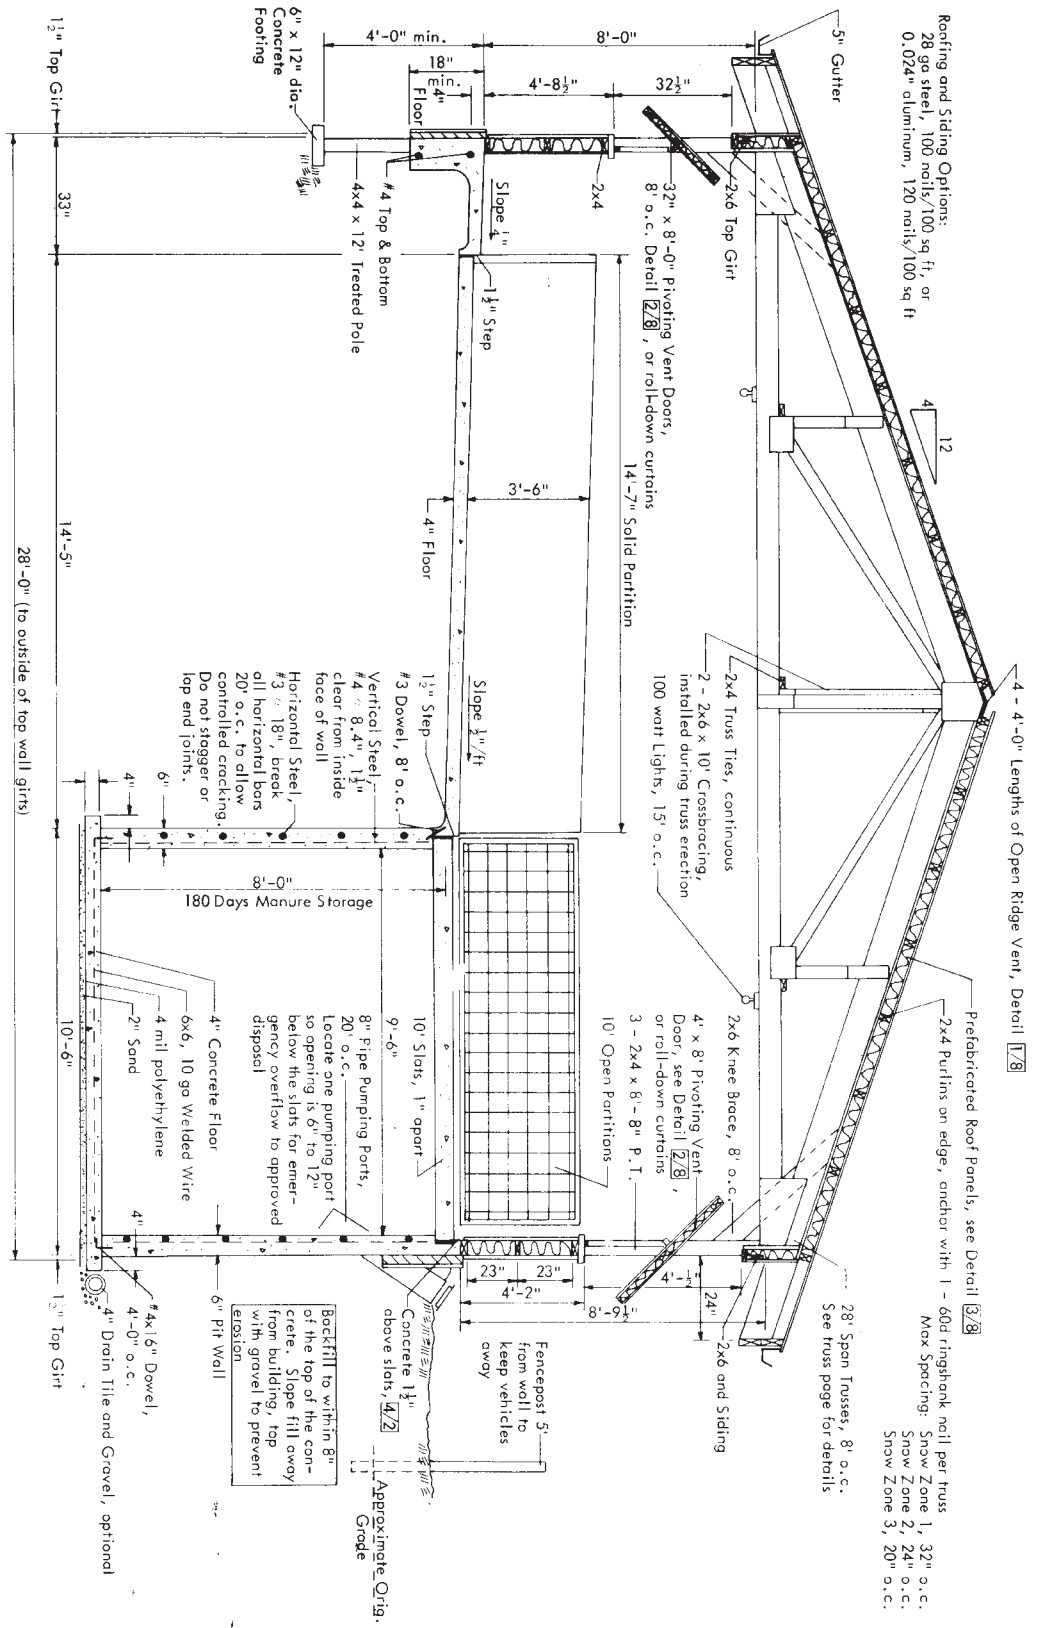 4 - 4'-0" Lengths of Open Ridge Vent, Detail 1/8
Prefabricated Roof Panels, see Detail 3/8
2x4 Purlins on edge, anchor with 1 - 60d ringshank nail per truss
Max Spacing: Snow Zone 1, 32" o.c.
Snow Zone 2, 24" o.c.
Snow Zone 3, 20" o.c.
Roofing and Siding Options:
28 ga steel, 100 nails/100 sq ft, or
0.024" aluminum, 120 nails/100 sq ft
4
12
5" Gutter
28' Span Trusses, 8' o.c.
See truss page for details
2x6 and Siding
2x4 Truss Ties, continuous
2 - 2x6 x 10' Crossbracing,
installed during truss erection
100 watt Lights, 15' o.c.
2x6 Knee Brace, 8' o.c.
4' x 8' Pivoting Vent
Door, see Detail 2/8,
or roll-down curtains
3 - 2x4 x 8'-8" P.T.
10' Open Partitions
2x6 Top Girt
32" x 8'-0" Pivoting Vent Doors,
8' o.c. Detail 2/8, or roll-down curtains
14'-7" Solid Partition
2x4
8'-0"
32½"
4'-8½"
4'-0" min.
18"
min.
4"
Floor
6" x 12" dia.
Concrete
Footing
1½" Top Girt
Slope ¼"
1½" Step
#4 Top & Bottom
4x4 x 12' Treated Pole
3'-6"
4" Floor
Slope ½"/ft
1½" Step
#3 Dowel, 8' o.c.
Vertical Steel,
#4 @ 8.4", 1½"
clear from inside
face of wall
Horizontal Steel,
#3 @ 18", break
all horizontal bars
20' o.c. to allow
controlled cracking.
Do not stagger or
lap end joints.
10' Slats, 1" apart
9'-6"
8" Pipe Pumping Ports,
20' o.c.
Locate one pumping port
so opening is 6" to 12"
below the slats for emer-
gency overflow to approved
disposal
8'-0"
180 Days Manure Storage
6"
4"
4" Concrete Floor
6x6, 10 ga Welded Wire
4 mil polyethylene
2" Sand
4'-½"
24"
23"
23"
4'-2"
8'-9½"
Fencepost 5'
from wall to
keep vehicles
away
Concrete 1½"
above slats, 4/2
Approximate Orig.
Grade
Backfill to within 8"
of the top of the con-
crete. Slope fill away
from building, top
with gravel to prevent
erosion
6" Pit Wall
4"
#4x16" Dowel,
4'-0" o.c.
4" Drain Tile and Gravel, optional
1½" Top Girt
33"
14'-5"
10'-6"
28'-0" (to outside of top wall girts)